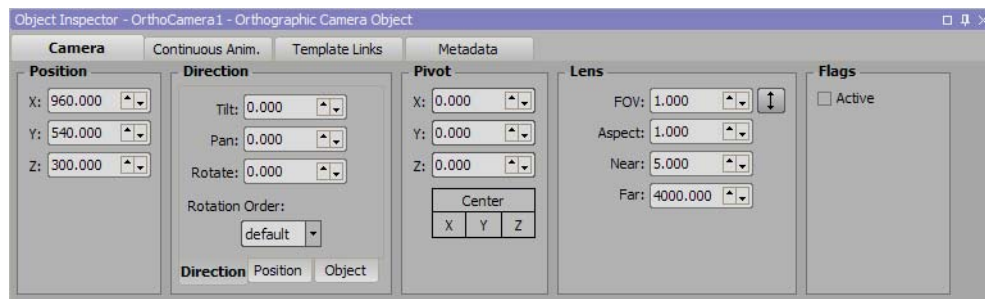 Object Inspector - OrthoCamera1 - Orthographic Camera Object
Camera Continuous Anim. Template Links Metadata
Position
X: 960.000
Y: 540.000
Z: 300.000
Direction
Tilt: 0.000
Pan: 0.000
Rotate: 0.000
Rotation Order:
default
Direction Position Object
Pivot
X: 0.000
Y: 0.000
Z: 0.000
Center
X Y Z
Lens
FOV: 1.000
Aspect: 1.000
Near: 5.000
Far: 4000.000
Flags
Active